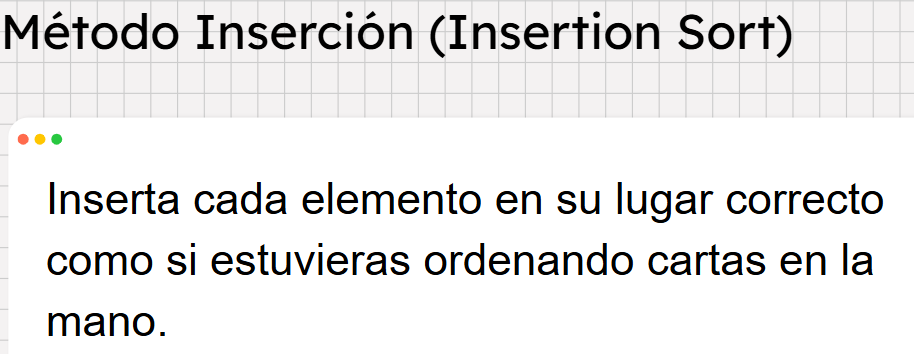 Método Inserción (Insertion Sort)
Inserta cada elemento en su lugar correcto
como si estuvieras ordenando cartas en la
mano.